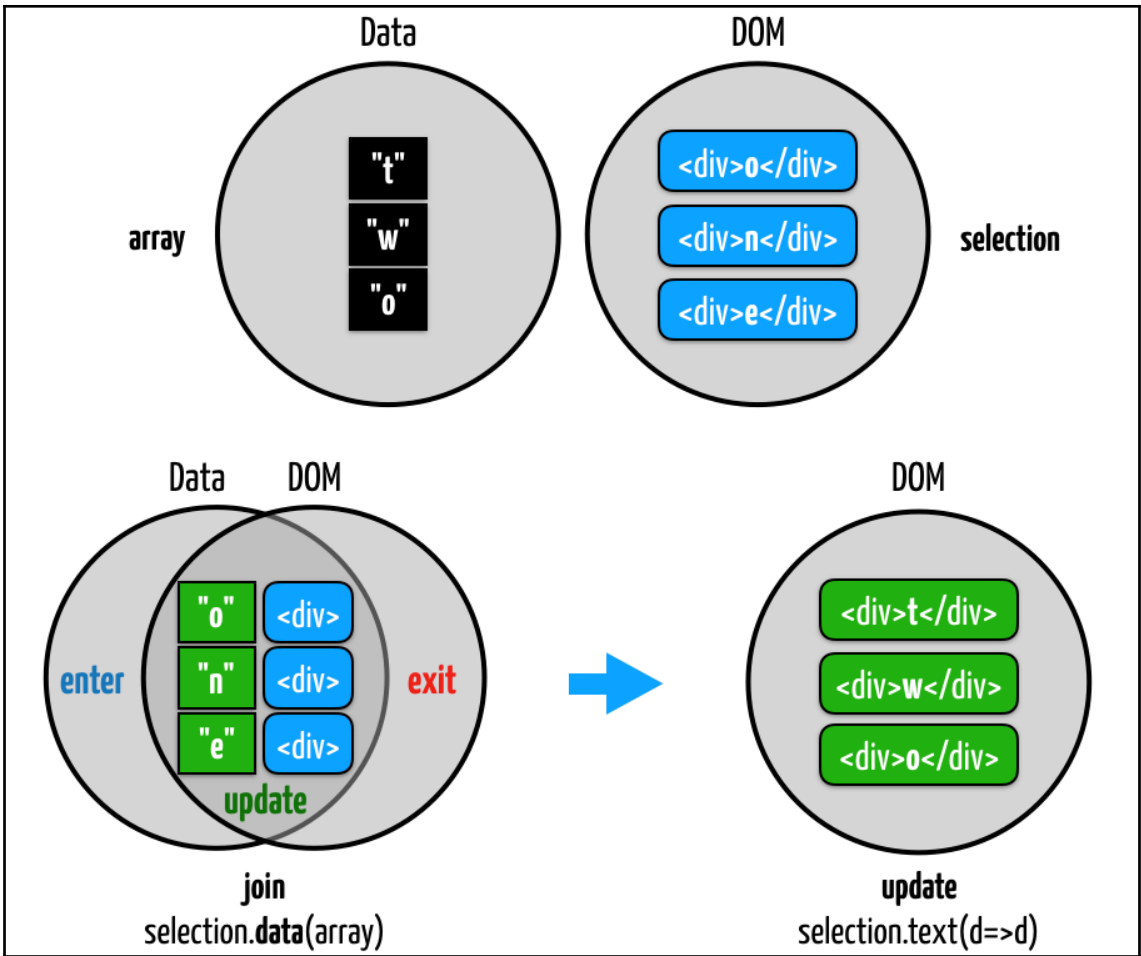 Data
DOM
"t"
"w"
"o"
array
<div>o</div>
<div>n</div>
<div>e</div>
selection
Data
DOM
"o"
<div>
"n"
<div>
"e"
<div>
enter
exit
update
join
selection.data(array)
DOM
<div>t</div>
<div>w</div>
<div>o</div>
update
selection.text(d=>d)